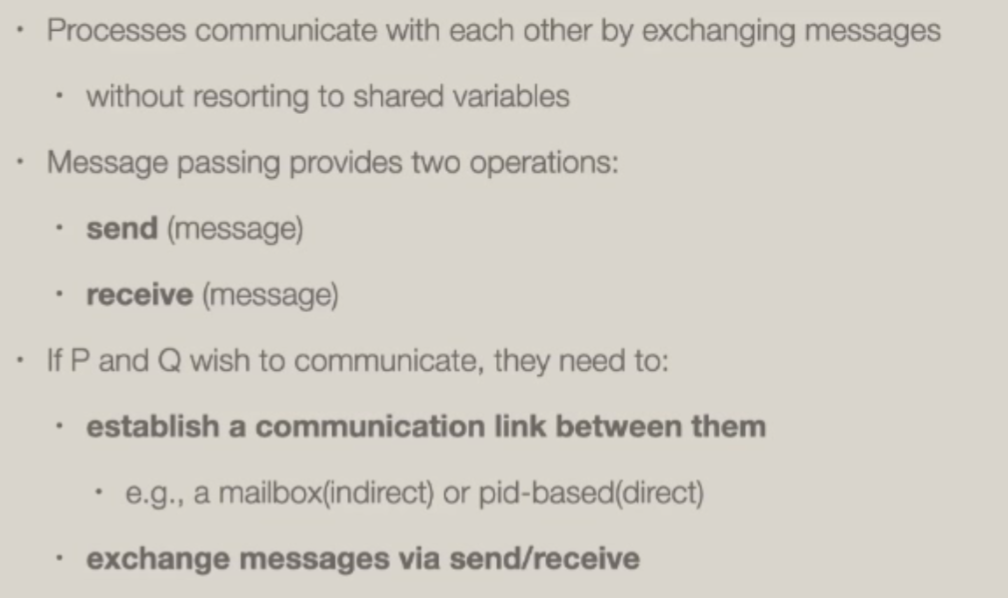 • Processes communicate with each other by exchanging messages
• without resorting to shared variables
• Message passing provides two operations:
• send (message)
• receive (message)
• If P and Q wish to communicate, they need to:
• establish a communication link between them
• e.g., a mailbox(indirect) or pid-based(direct)
• exchange messages via send/receive